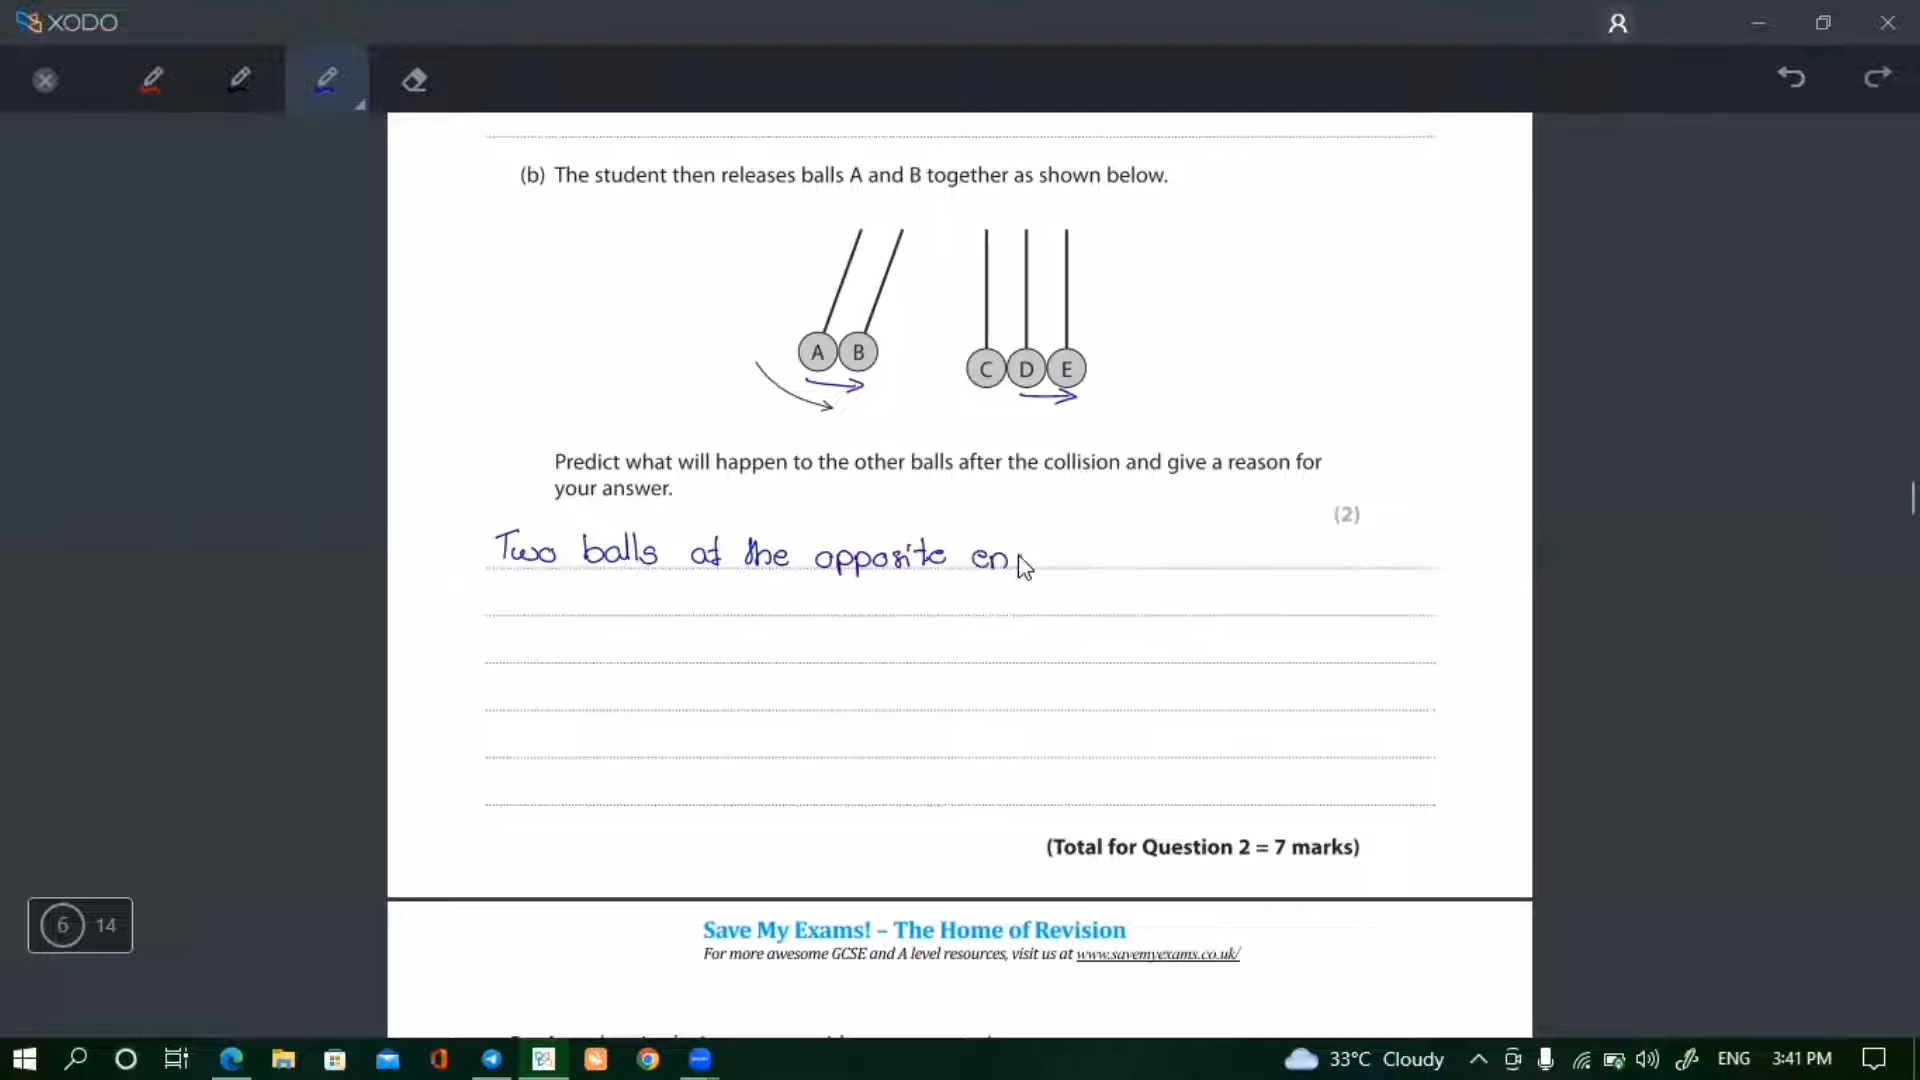 XODO
(b) The student then releases balls A and B together as shown below.
A B C D E
Predict what will happen to the other balls after the collision and give a reason for
your answer.
(2)
Two balls at the opposite en
(Total for Question 2 = 7 marks)
6 14
Save My Exams! – The Home of Revision
For more awesome GCSE and A level resources, visit us at www.savemyexams.co.uk/
33°C Cloudy ENG 3:41 PM